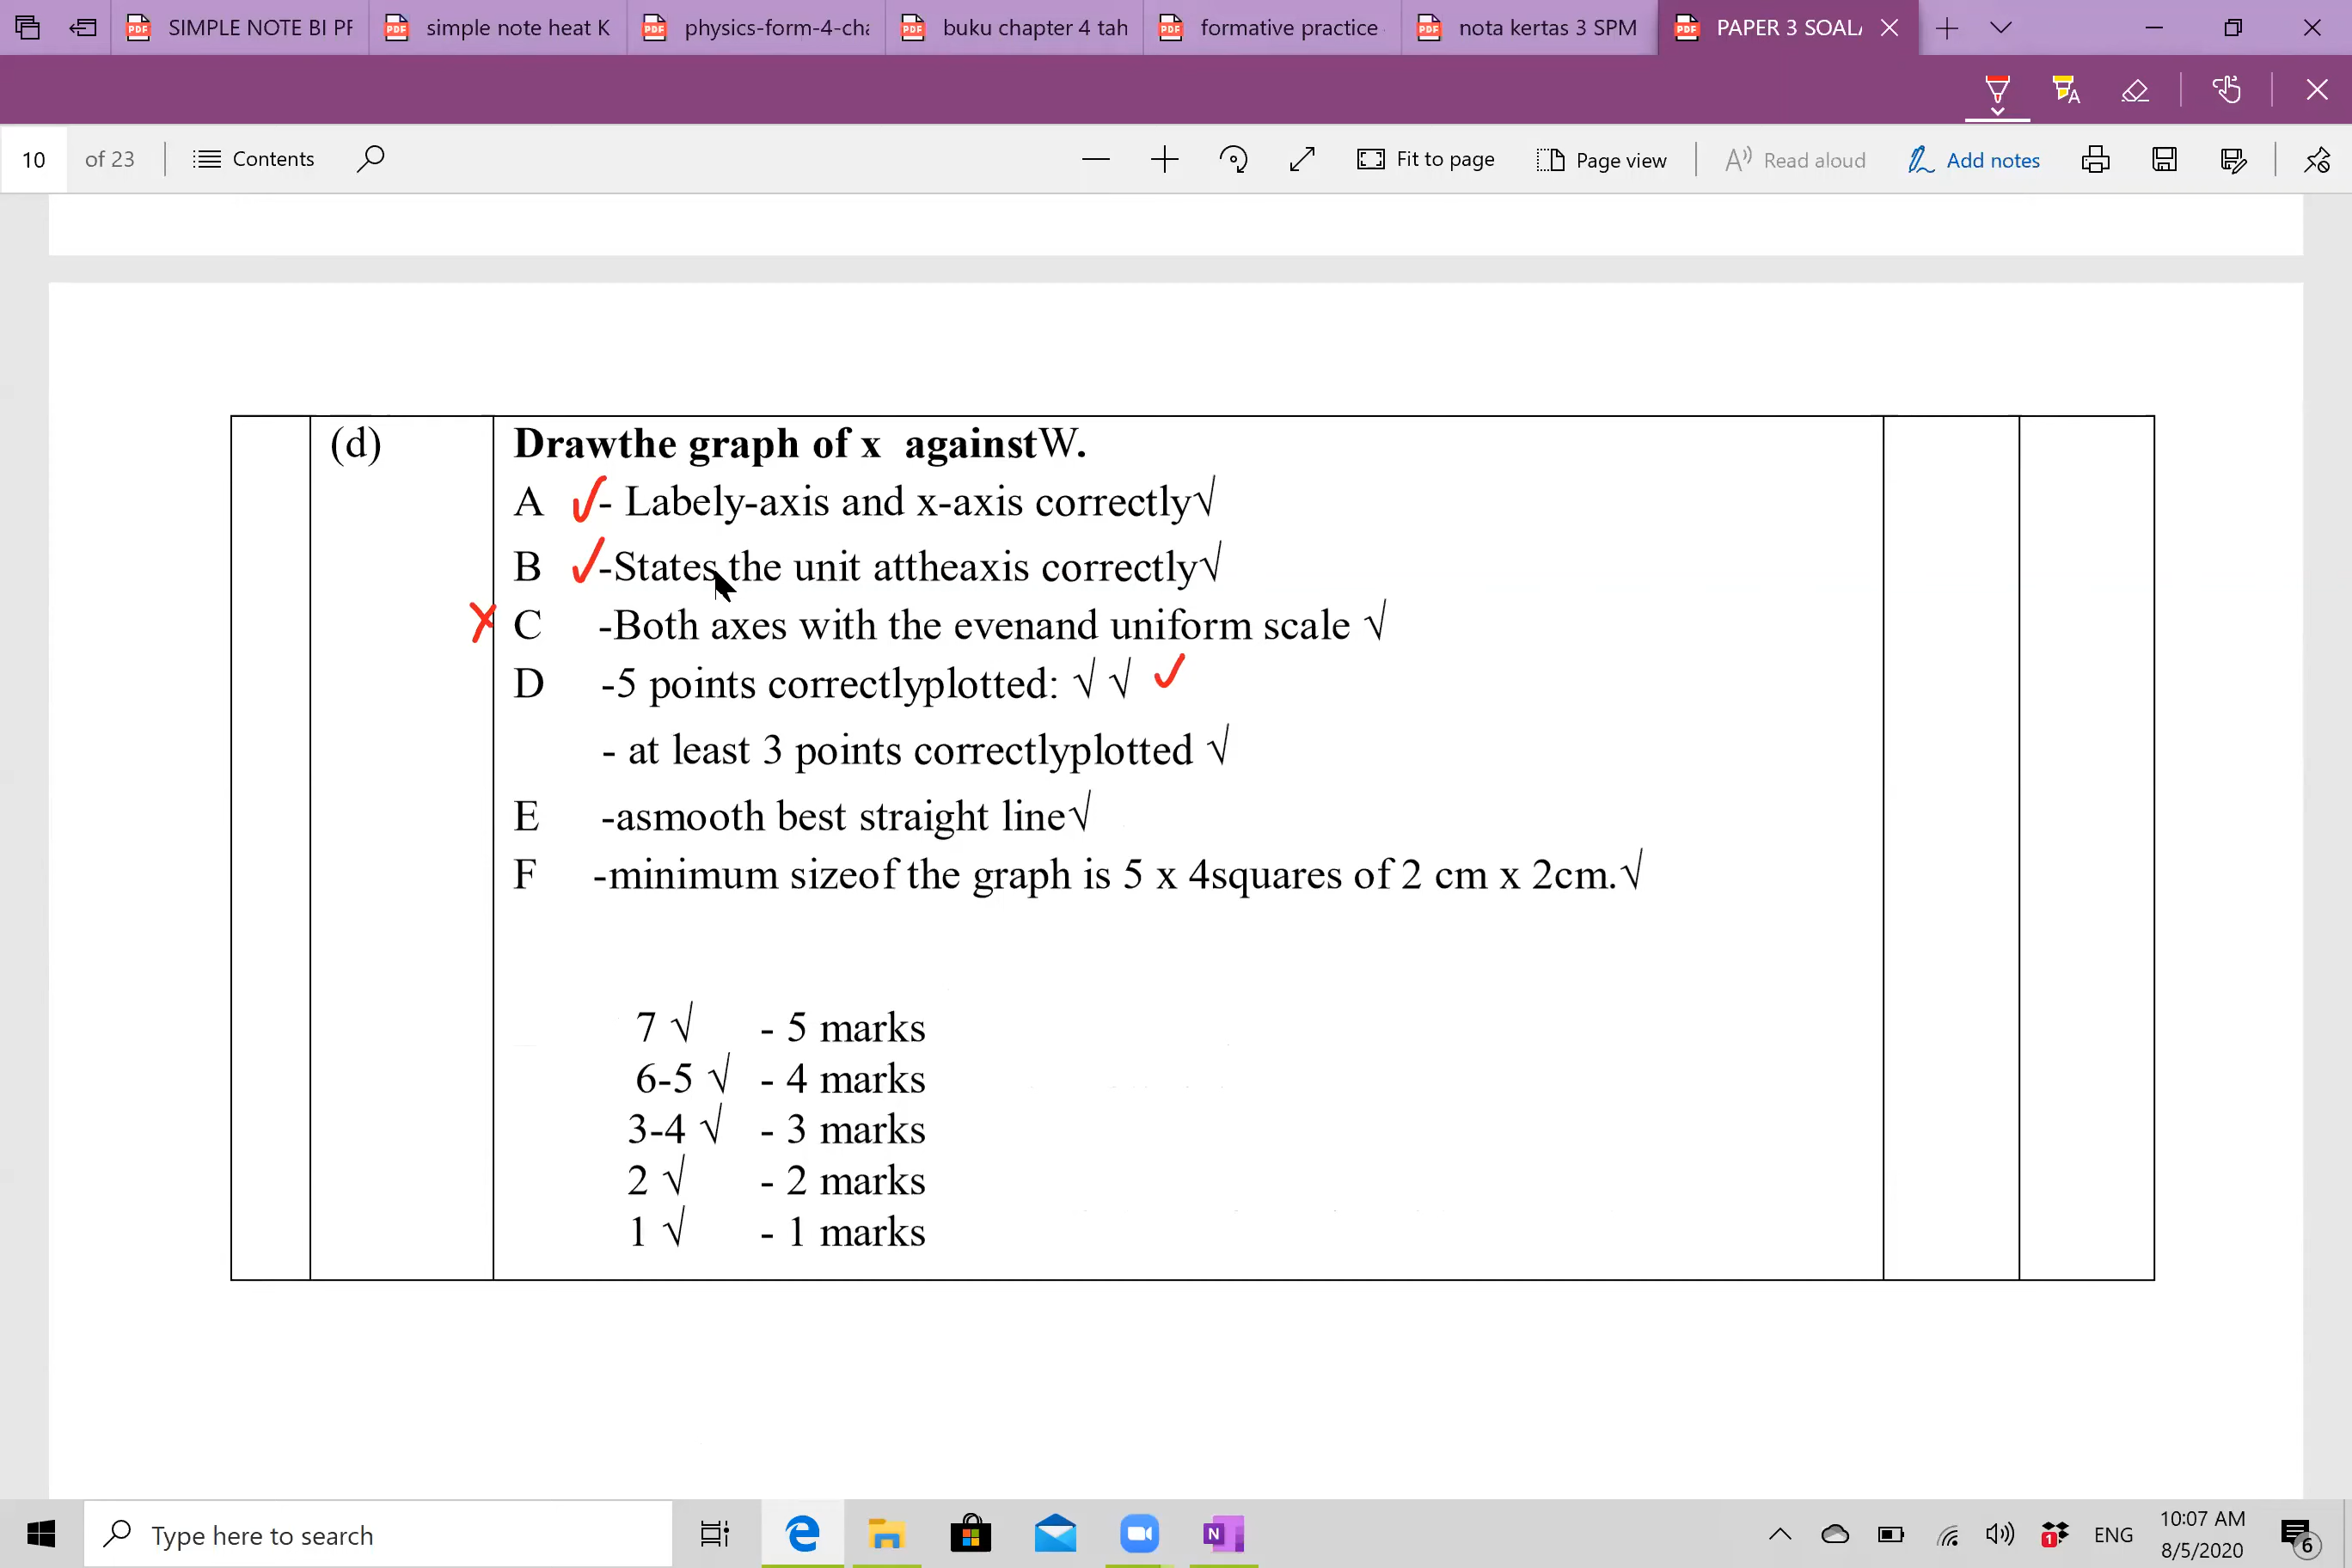 SIMPLE NOTE BI PF
simple note heat K
physics-form-4-cha
buku chapter 4 tah
formative practice
nota kertas 3 SPM
PAPER 3 SOAL
10 of 23 Contents Fit to page Page view Read aloud Add notes
(d) Drawthe graph of x againstW.
A ✓- Labely-axis and x-axis correctly√
B ✓-States the unit attheaxis correctly√
✗ C -Both axes with the evenand uniform scale √
D -5 points correctlyplotted: √ √ ✓
- at least 3 points correctlyplotted √
E -asmooth best straight line√
F -minimum sizeof the graph is 5 x 4squares of 2 cm x 2cm.√
7 √ - 5 marks
6-5 √ - 4 marks
3-4 √ - 3 marks
2 √ - 2 marks
1 √ - 1 marks
Type here to search
N
1
ENG
10:07 AM
8/5/2020
6